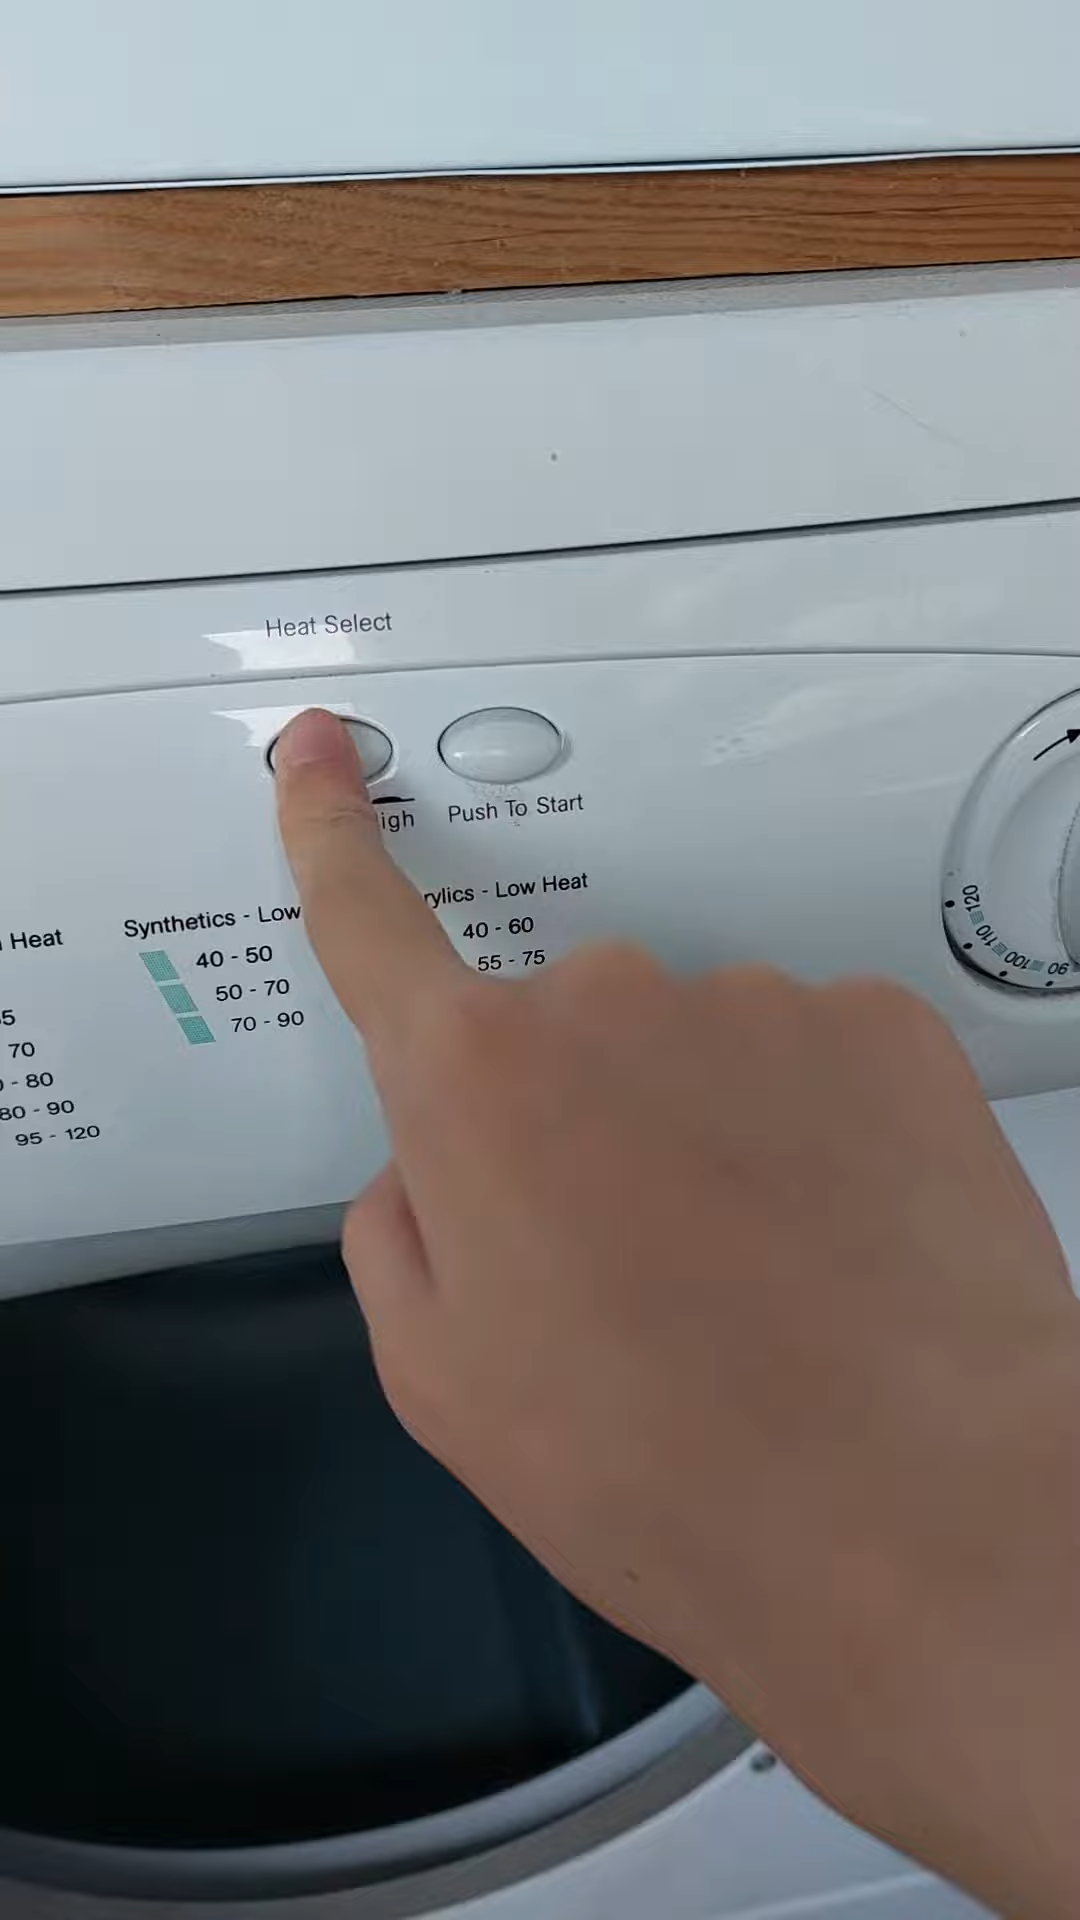 Heat Select
Push To Start
Synthetics - Low
40 - 50
50 - 70
70 - 90
Low Heat
40 - 60
55 - 75
Heat
70
- 80
80 - 90
95 - 120
120
110
100
90